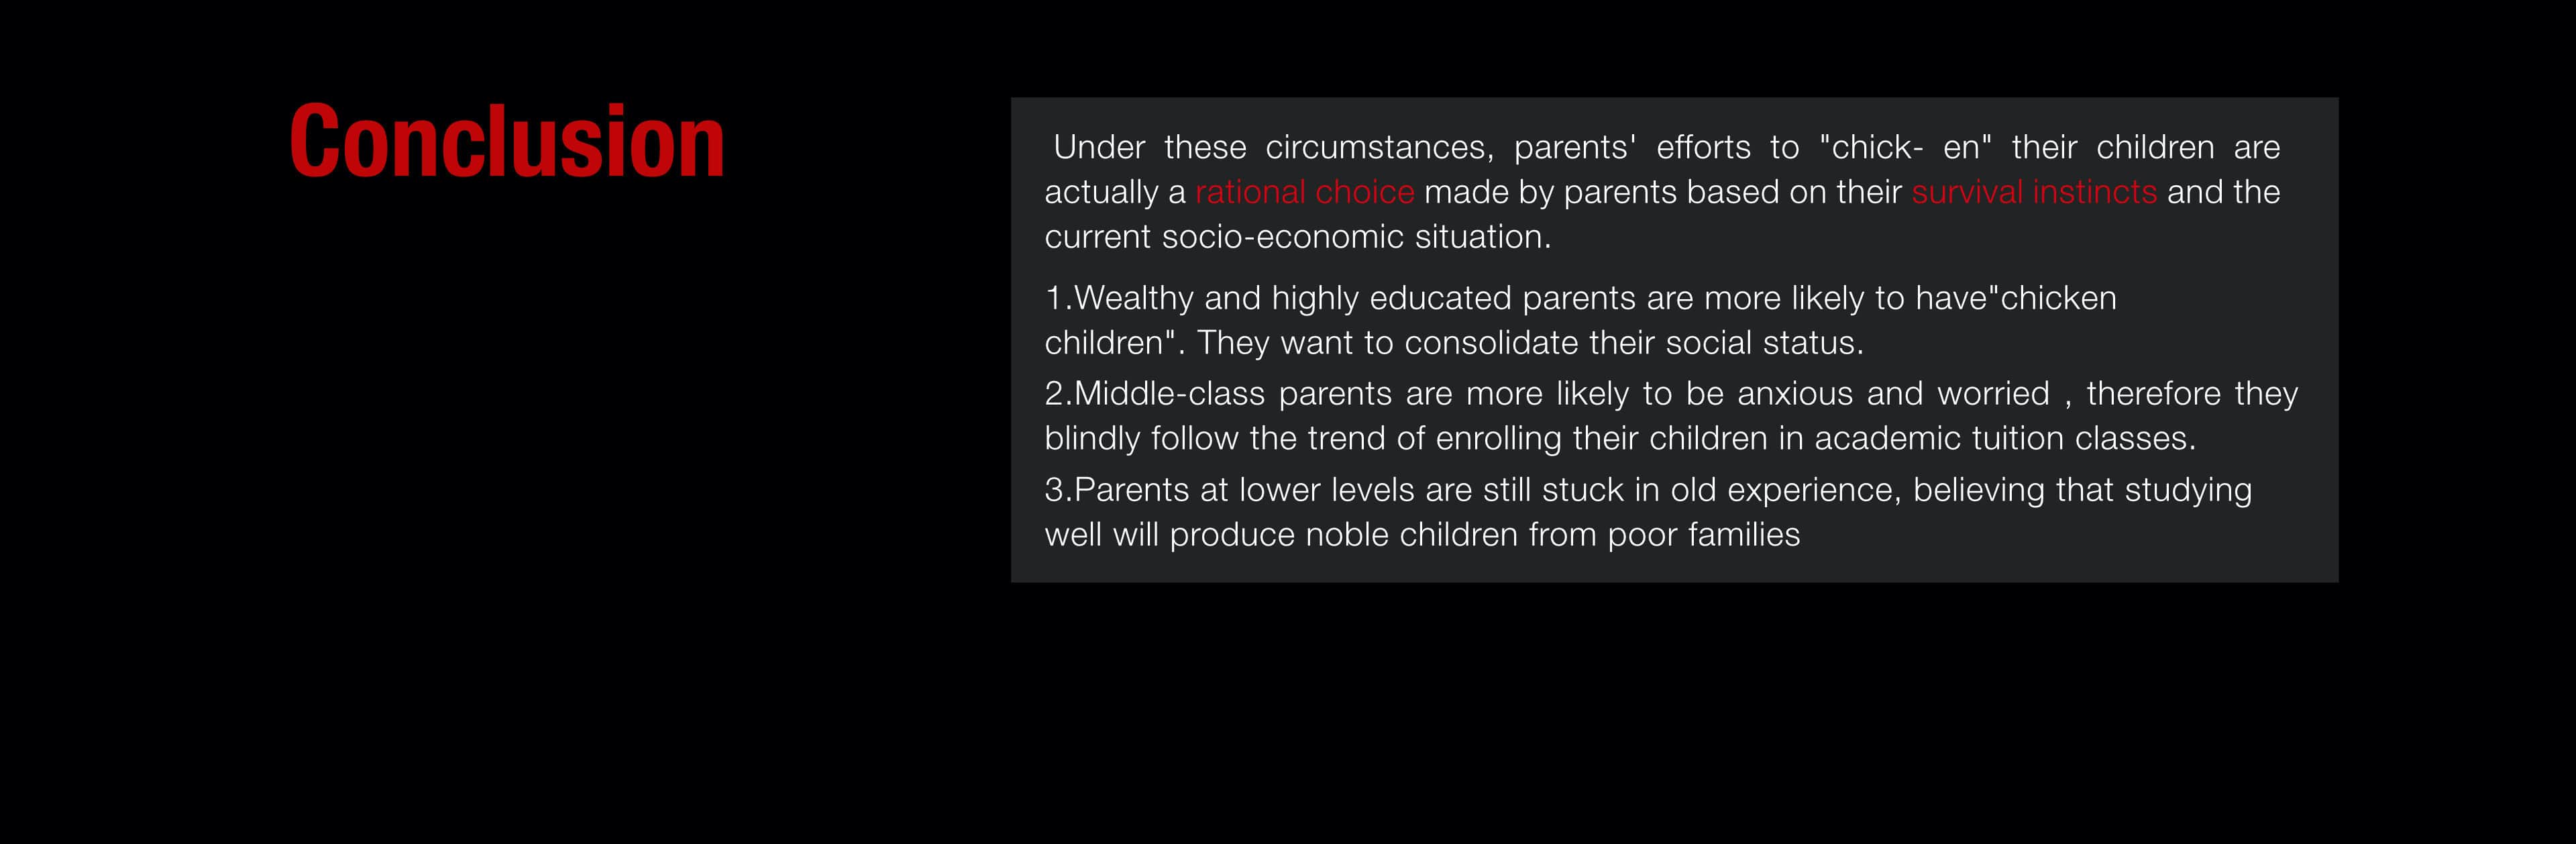 Conclusion
Under these circumstances, parents' efforts to "chick- en" their children are
actually a rational choice made by parents based on their survival instincts and the
current socio-economic situation.
1.Wealthy and highly educated parents are more likely to have"chicken
children". They want to consolidate their social status.
2.Middle-class parents are more likely to be anxious and worried , therefore they
blindly follow the trend of enrolling their children in academic tuition classes.
3.Parents at lower levels are still stuck in old experience, believing that studying
well will produce noble children from poor families